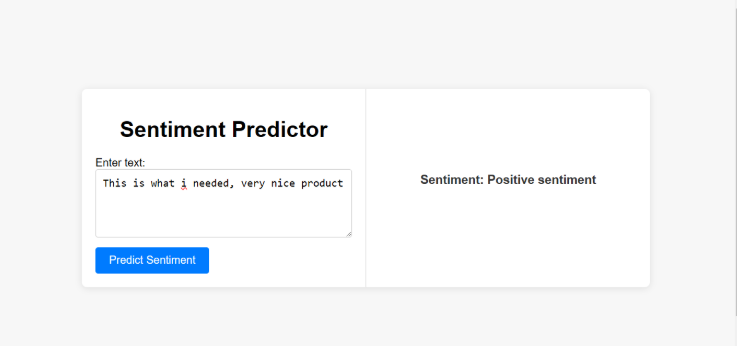 Sentiment Predictor
Enter text:
This is what i needed, very nice product
Predict Sentiment
Sentiment: Positive sentiment